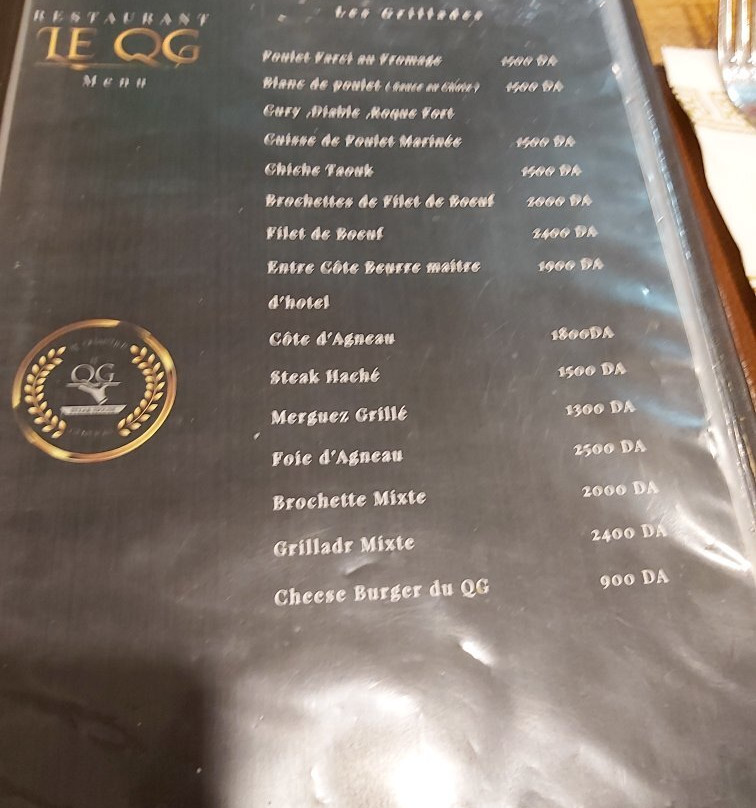 RESTAURANT
LE QG
Menu
Les Grillades
Poulet Farci au Fromage 1500 DA
Blanc de poulet ( Sauce au Choix ) 1500 DA
Cury ,Diable ,Roque Fort
Cuisse de Poulet Marinée 1500 DA
Chiche Taouk 1500 DA
Brochettes de Filet de Boeuf 2000 DA
Filet de Boeuf 2400 DA
Entre Côte Beurre maître 1900 DA
d'hotel
Côte d'Agneau 1800DA
Steak Haché 1500 DA
Merguez Grillé 1300 DA
Foie d'Agneau 2500 DA
Brochette Mixte 2000 DA
Grilladr Mixte 2400 DA
Cheese Burger du QG 900 DA
QG